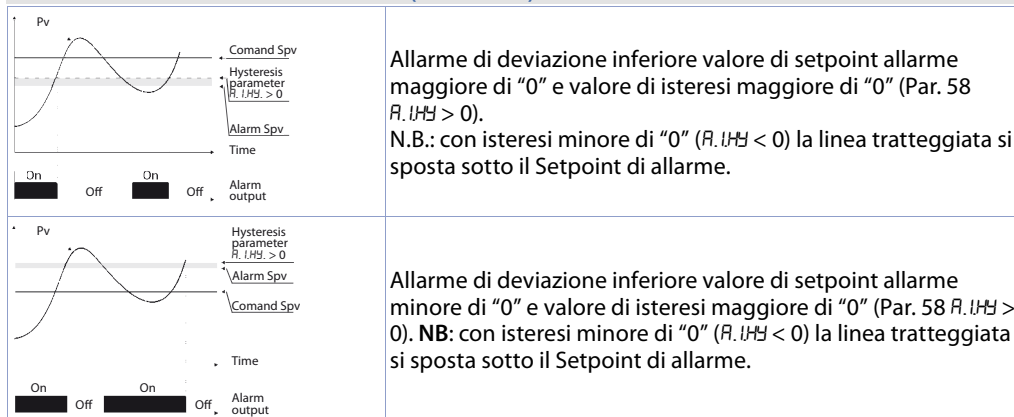 Pv
Comand Spv
Hysteresis
parameter
A.1.HY. > 0
Alarm Spv
Time
On
Off
On
Off
Alarm
output
Allarme di deviazione inferiore valore di setpoint allarme
maggiore di “0” e valore di isteresi maggiore di “0” (Par. 58
A.1.HY > 0).
N.B.: con isteresi minore di “0” (A.1.HY < 0) la linea tratteggiata si
sposta sotto il Setpoint di allarme.
Pv
Hysteresis
parameter
A.1.HY. > 0
Alarm Spv
Comand Spv
Time
On
Off
On
Off
Alarm
output
Allarme di deviazione inferiore valore di setpoint allarme
minore di “0” e valore di isteresi maggiore di “0” (Par. 58 A.1.HY >
0). NB: con isteresi minore di “0” (A.1.HY < 0) la linea tratteggiata
si sposta sotto il Setpoint di allarme.